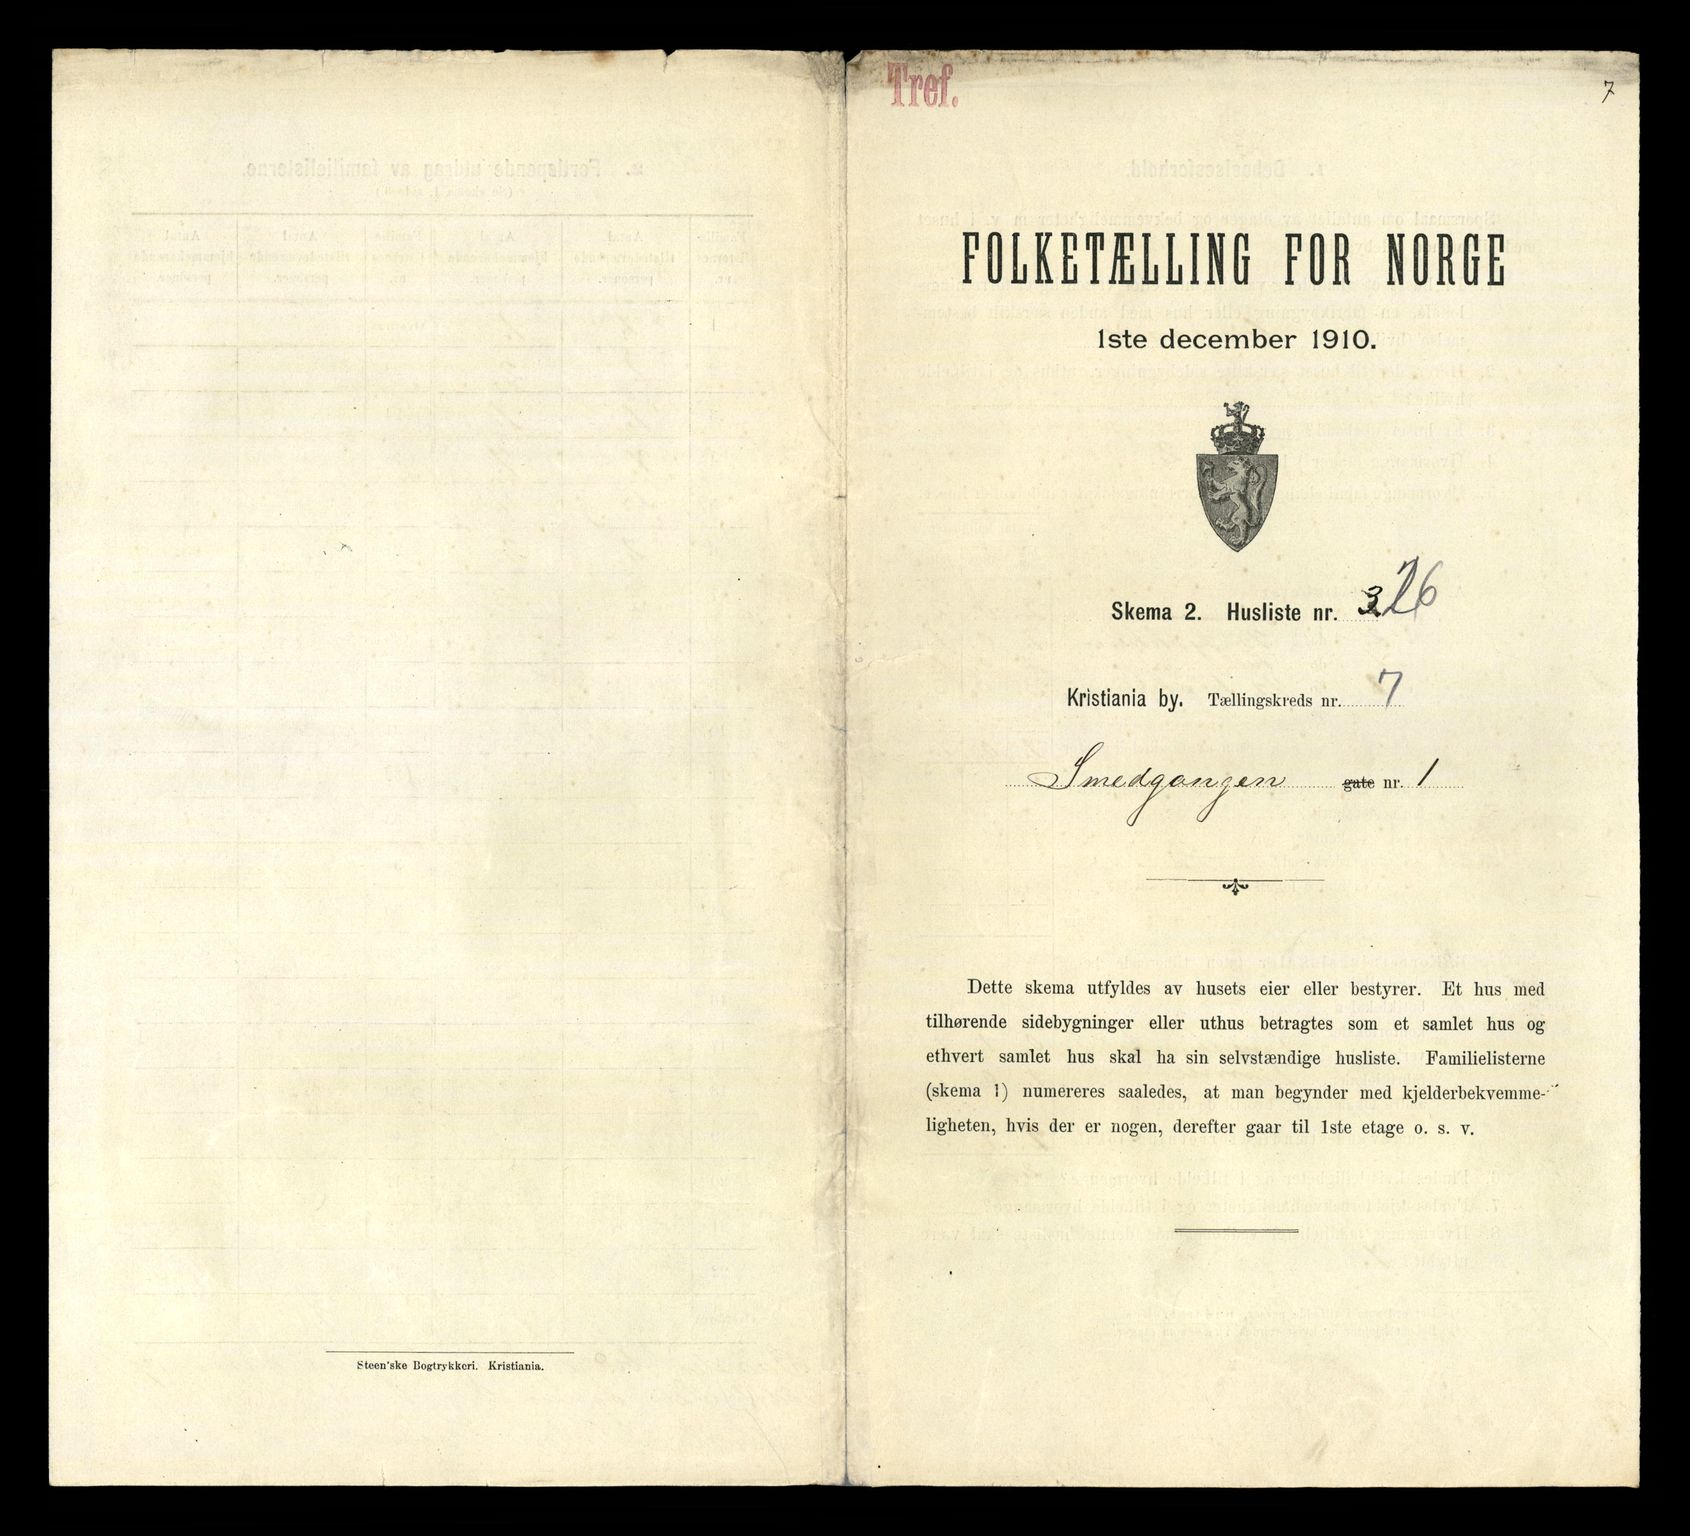 Tref.
7
FOLKETÆLLING FOR NORGE
1ste december 1910.
Skema 2. Husliste nr. 26
Kristiania by. Tællingskreds nr. 7
Smedgangen gate nr. 1
Dette skema utfyldes av husets eier eller bestyrer. Et hus med
tilhørende sidebygninger eller uthus betragtes som et samlet hus og
ethvert samlet hus skal ha sin selvstændige husliste. Familielisterne
(skema 1) numereres saaledes, at man begynder med kjelderbekvemme-
ligheten, hvis der er nogen, derefter gaar til 1ste etage o. s. v.
Steen'ske Bogtrykkeri. Kristiania.